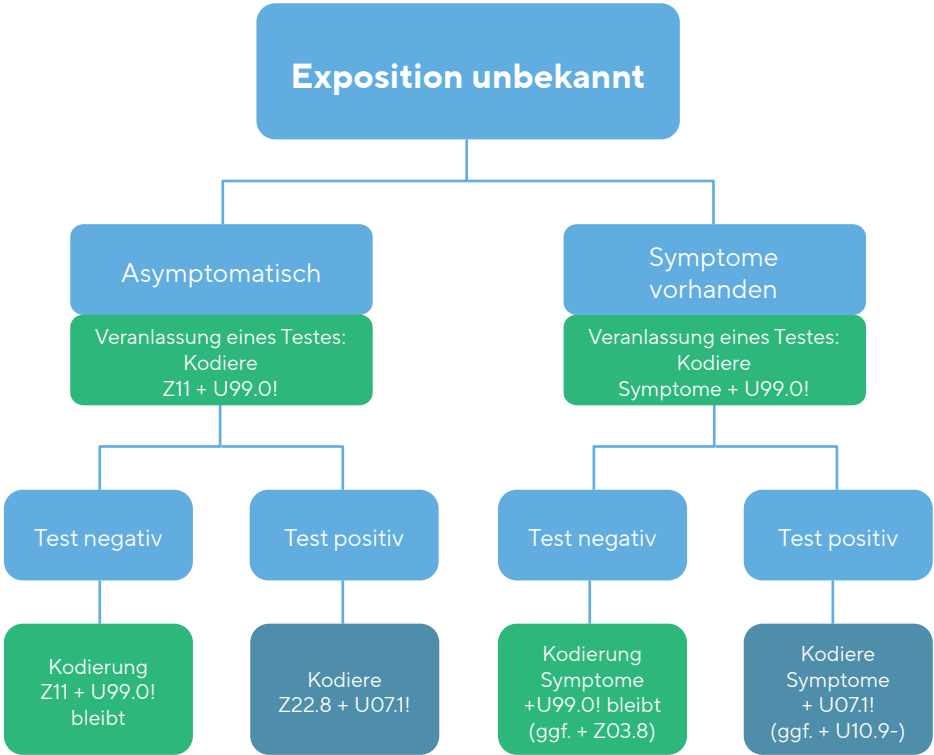 Exposition unbekannt
Asymptomatisch
Veranlassung eines Testes:
Kodiere
Z11 + U99.0!
Symptome
vorhanden
Veranlassung eines Testes:
Kodiere
Symptome + U99.0!
Test negativ
Test positiv
Test negativ
Test positiv
Kodierung
Z11 + U99.0!
bleibt
Kodiere
Z22.8 + U07.1!
Kodierung
Symptome
+U99.0! bleibt
(ggf. + Z03.8)
Kodiere
Symptome
+ U07.1!
(ggf. + U10.9-)